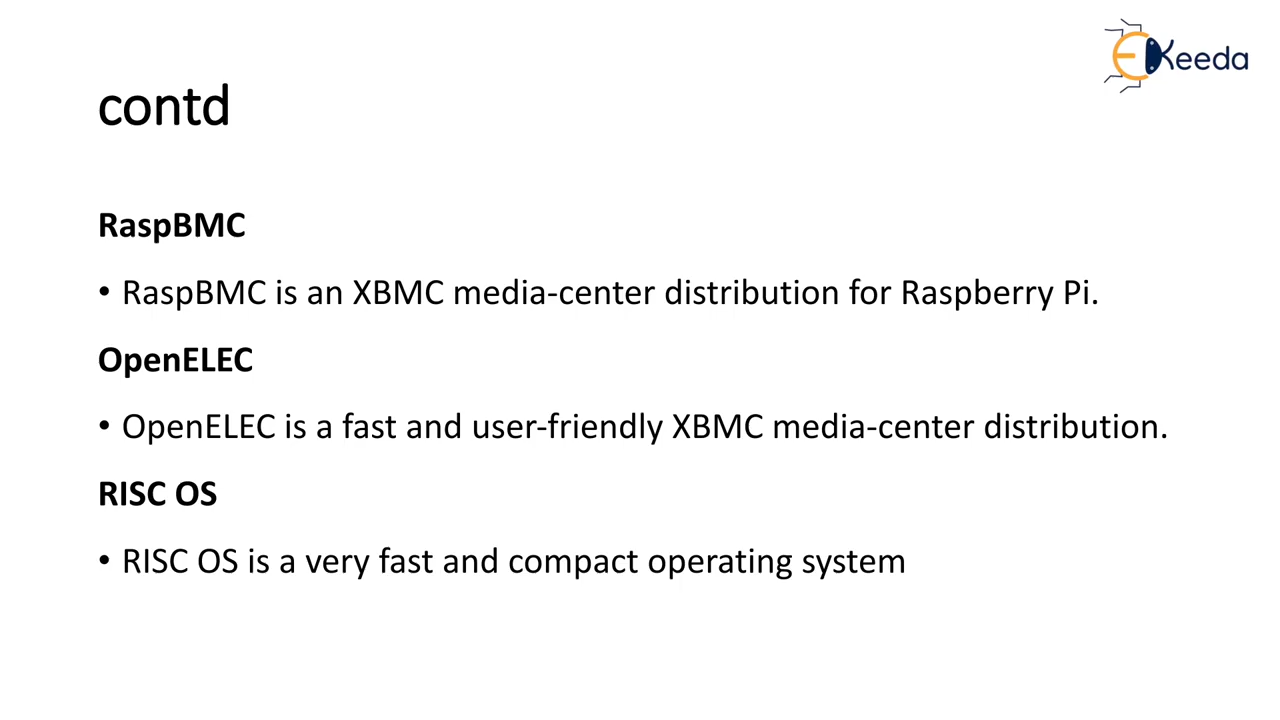 EKeeda
contd
RaspBMC
• RaspBMC is an XBMC media-center distribution for Raspberry Pi.
OpenELEC
• OpenELEC is a fast and user-friendly XBMC media-center distribution.
RISC OS
• RISC OS is a very fast and compact operating system